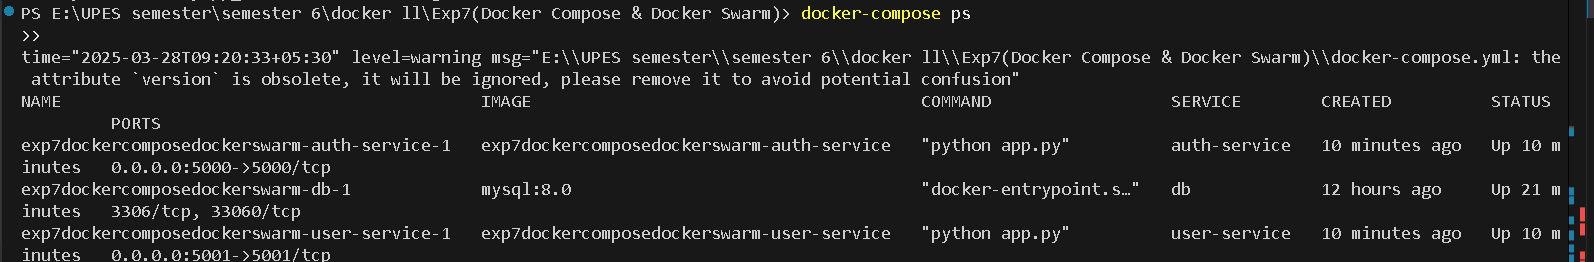 PS E:\UPES semester\semester 6\docker ll\Exp7(Docker Compose & Docker Swarm)> docker-compose ps
>>
time="2025-03-28T09:20:33+05:30" level=warning msg="E:\\UPES semester\\semester 6\\docker ll\\Exp7(Docker Compose & Docker Swarm)\\docker-compose.yml: the
 attribute `version` is obsolete, it will be ignored, please remove it to avoid potential confusion"
NAME                                          IMAGE                                       COMMAND                  SERVICE        CREATED          STATUS
         PORTS
exp7dockercomposedockerswarm-auth-service-1   exp7dockercomposedockerswarm-auth-service   "python app.py"          auth-service   10 minutes ago   Up 10 m
inutes   0.0.0.0:5000->5000/tcp
exp7dockercomposedockerswarm-db-1             mysql:8.0                                   "docker-entrypoint.s…"   db             12 hours ago     Up 21 m
inutes   3306/tcp, 33060/tcp
exp7dockercomposedockerswarm-user-service-1   exp7dockercomposedockerswarm-user-service   "python app.py"          user-service   10 minutes ago   Up 10 m
inutes   0.0.0.0:5001->5001/tcp